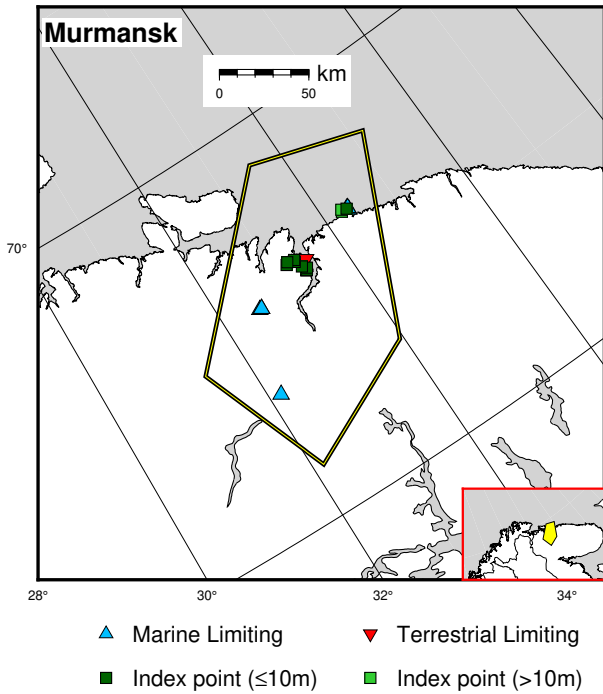 Murmansk
km
0 50
70°
28° 30° 32° 34°
Marine Limiting Terrestrial Limiting
Index point (≤10m) Index point (>10m)